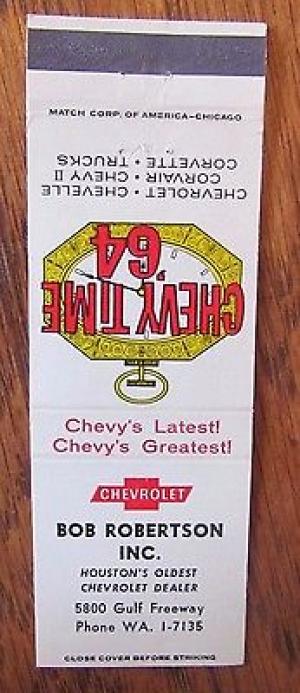 MATCH CORP. OF AMERICA-CHICAGO
CHEVY TIME
'64
CHEVROLET • CHEVELLE
CORVAIR • CHEVY II
CORVETTE • TRUCKS
Chevy's Latest!
Chevy's Greatest!
CHEVROLET
BOB ROBERTSON
INC.
HOUSTON'S OLDEST
CHEVROLET DEALER
5800 Gulf Freeway
Phone WA. 1-7135
CLOSE COVER BEFORE STRIKING